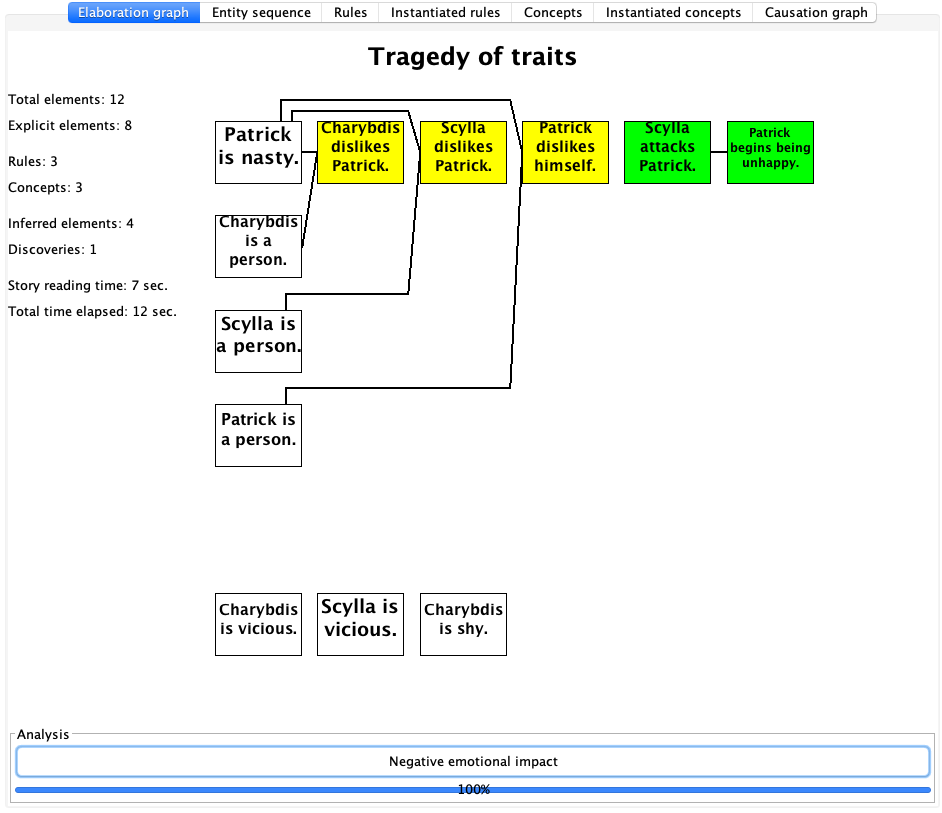 Elaboration graph Entity sequence Rules Instantiated rules Concepts Instantiated concepts Causation graph
Tragedy of traits
Total elements: 12
Explicit elements: 8
Rules: 3
Concepts: 3
Inferred elements: 4
Discoveries: 1
Story reading time: 7 sec.
Total time elapsed: 12 sec.
Patrick
is nasty.
Charybdis
dislikes
Patrick.
Scylla
dislikes
Patrick.
Patrick
dislikes
himself.
Scylla
attacks
Patrick.
Patrick
begins being
unhappy.
Charybdis
is a
person.
Scylla is
a person.
Patrick is
a person.
Charybdis
is vicious.
Scylla is
vicious.
Charybdis
is shy.
Analysis
Negative emotional impact
100%